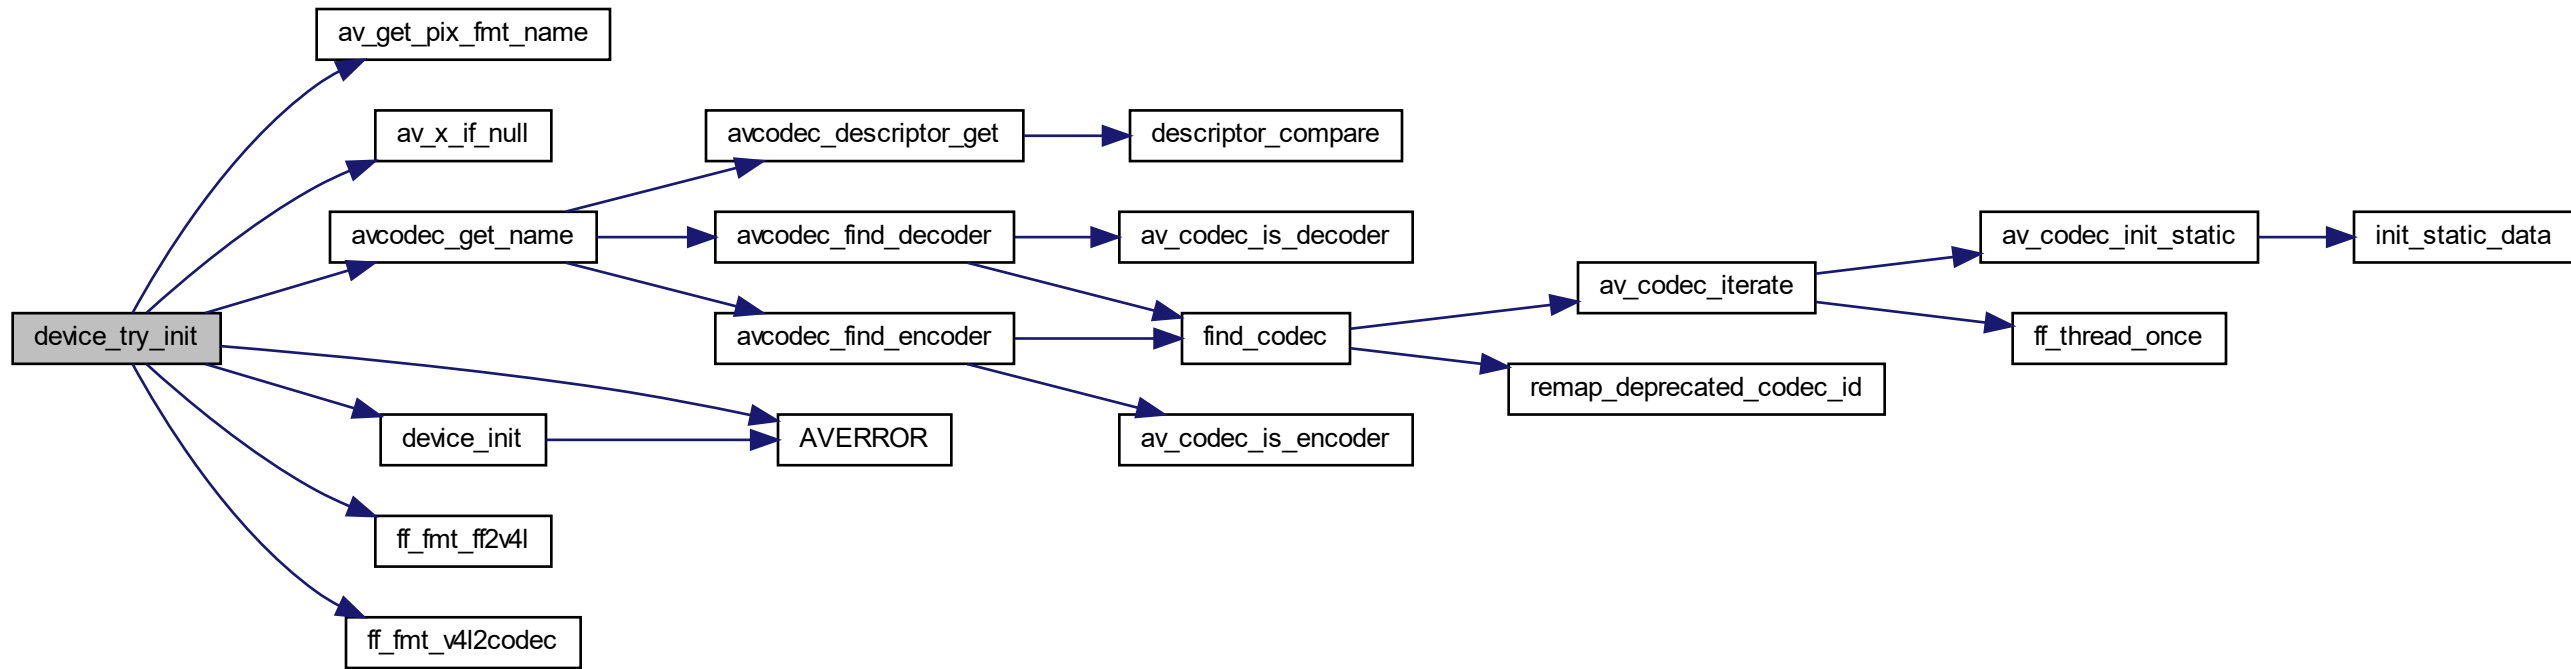 av_get_pix_fmt_name
av_x_if_null
avcodec_descriptor_get
descriptor_compare
avcodec_get_name
avcodec_find_decoder
av_codec_is_decoder
av_codec_init_static
init_static_data
av_codec_iterate
device_try_init
avcodec_find_encoder
find_codec
ff_thread_once
remap_deprecated_codec_id
device_init
AVERROR
av_codec_is_encoder
ff_fmt_ff2v4l
ff_fmt_v4l2codec